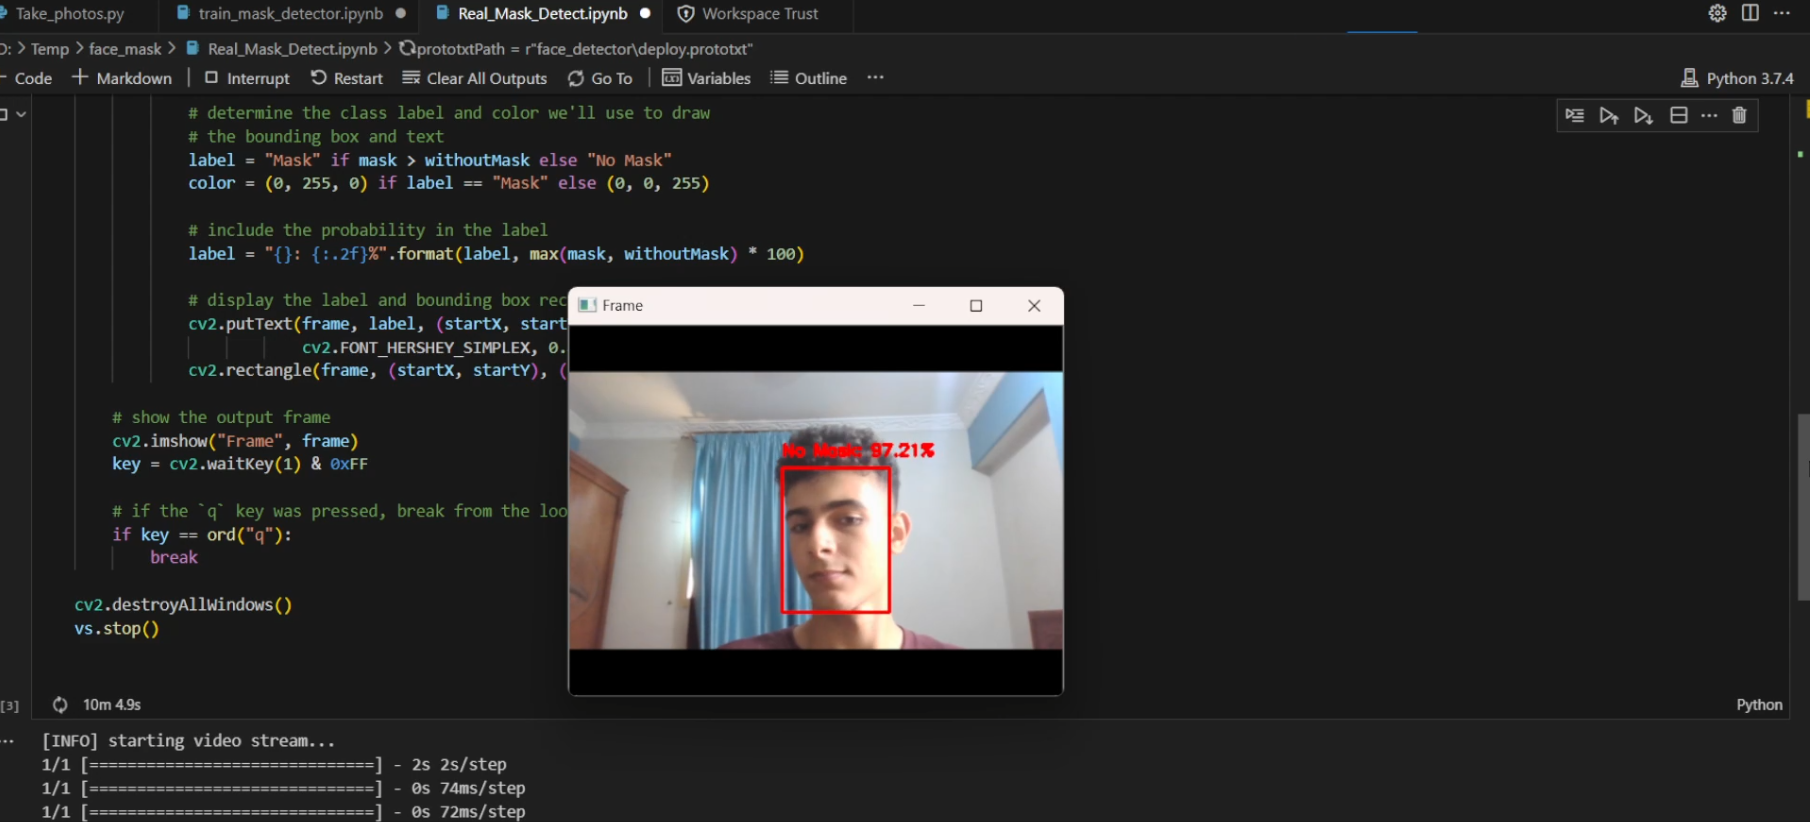 Take_photos.py train_mask_detector.ipynb Real_Mask_Detect.ipynb Workspace Trust
D: > Temp > face_mask > Real_Mask_Detect.ipynb > prototxtPath = r"face_detector\deploy.prototxt"
Code + Markdown Interrupt Restart Clear All Outputs Go To Variables Outline ··· Python 3.7.4
# determine the class label and color we'll use to draw
# the bounding box and text
label = "Mask" if mask > withoutMask else "No Mask"
color = (0, 255, 0) if label == "Mask" else (0, 0, 255)
# include the probability in the label
label = "{}: {:.2f}%".format(label, max(mask, withoutMask) * 100)
# display the label and bounding box rec
cv2.putText(frame, label, (startX, start
cv2.FONT_HERSHEY_SIMPLEX, 0.
cv2.rectangle(frame, (startX, startY), (
# show the output frame
cv2.imshow("Frame", frame)
key = cv2.waitKey(1) & 0xFF
# if the `q` key was pressed, break from the loo
if key == ord("q"):
break
cv2.destroyAllWindows()
vs.stop()
Frame
No Mask: 97.21%
[3] 10m 4.9s Python
[INFO] starting video stream...
1/1 [==============================] - 2s 2s/step
1/1 [==============================] - 0s 74ms/step
1/1 [==============================] - 0s 72ms/step